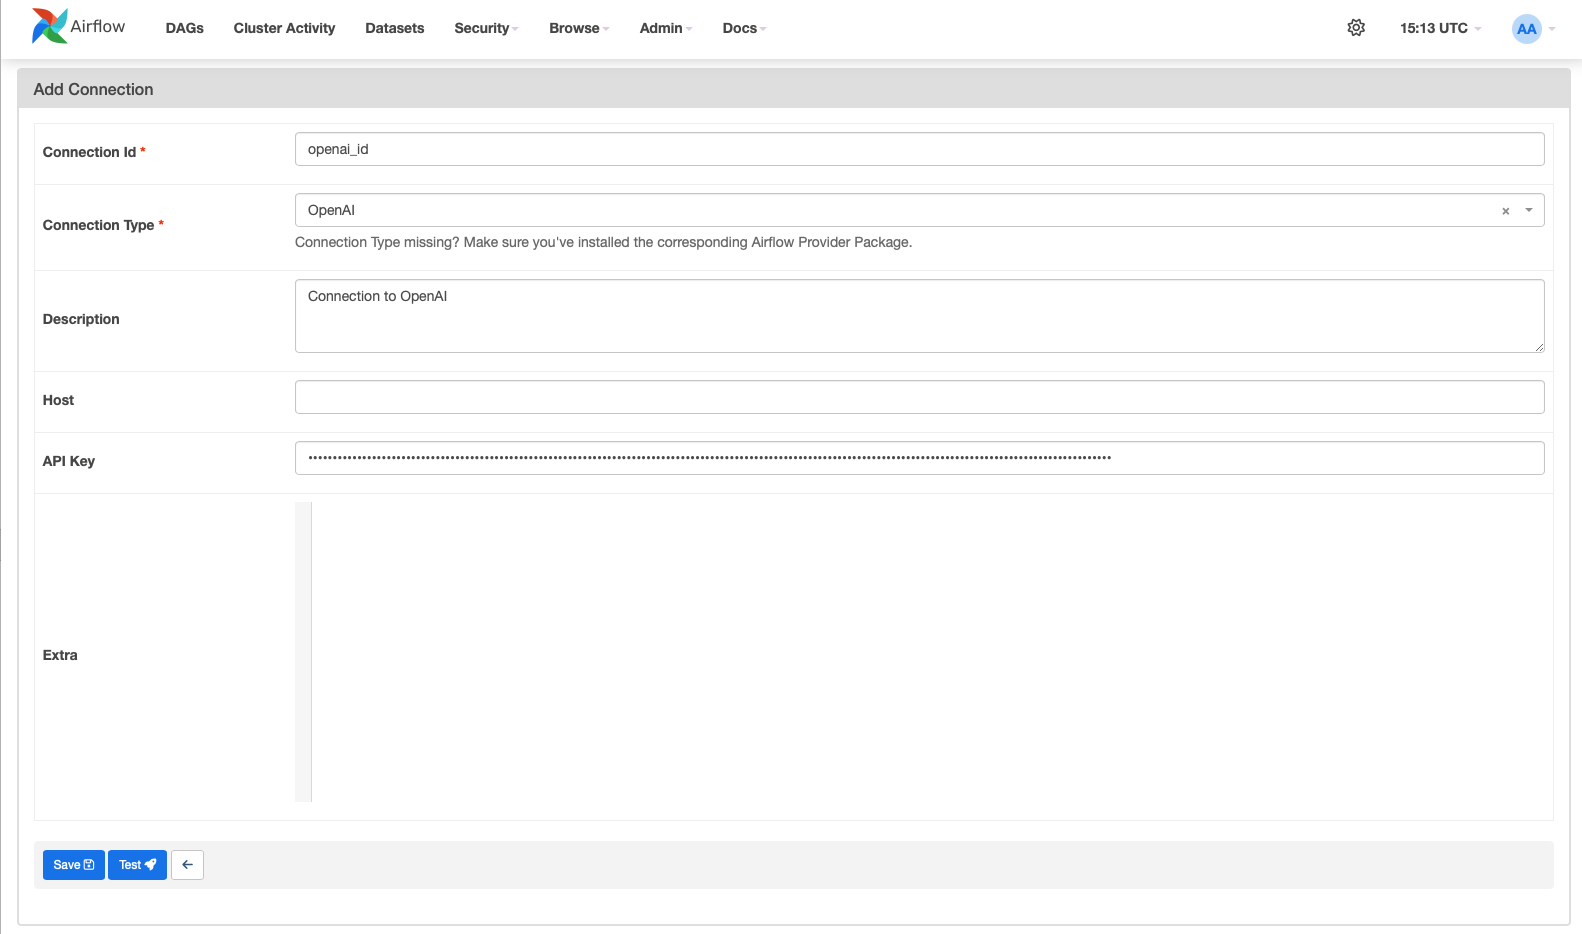 Airflow DAGs Cluster Activity Datasets Security Browse Admin Docs 15:13 UTC AA
Add Connection
Connection Id * openai_id
Connection Type * OpenAI × 
Connection Type missing? Make sure you've installed the corresponding Airflow Provider Package.
Description Connection to OpenAI
Host
API Key
Extra
Save Test